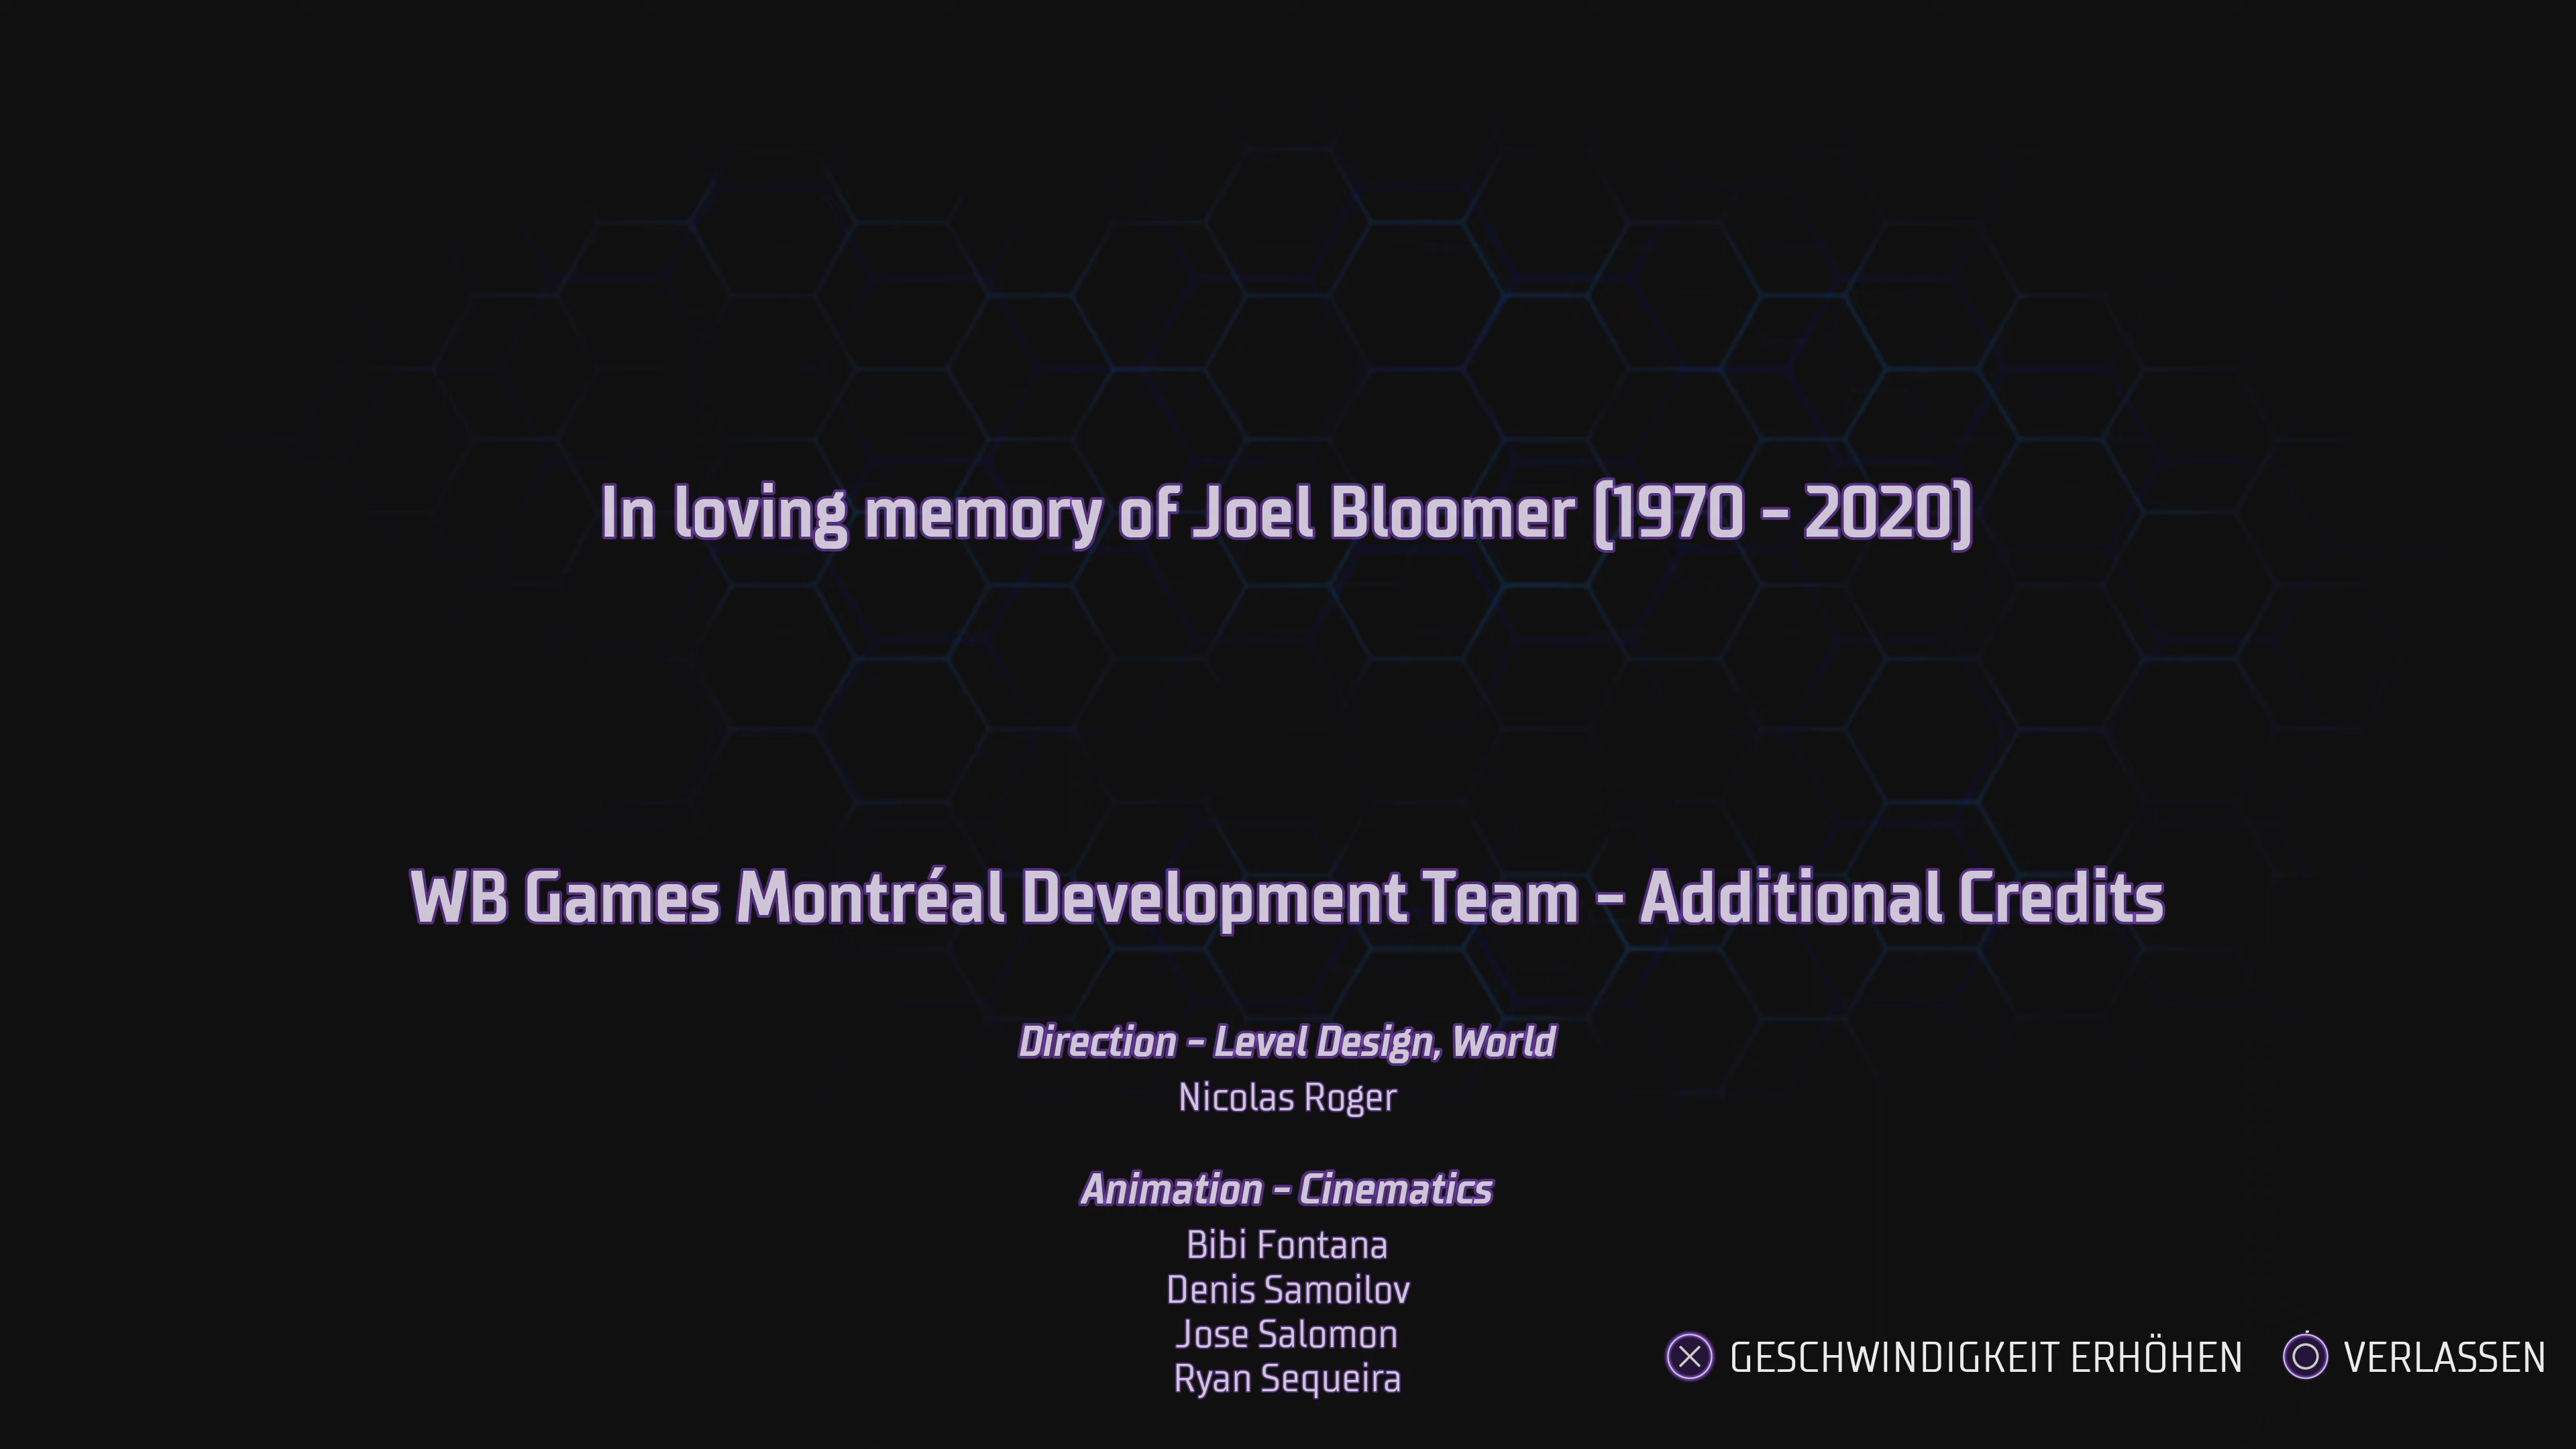 In loving memory of Joel Bloomer (1970 – 2020)
WB Games Montréal Development Team – Additional Credits
Direction – Level Design, World
Nicolas Roger
Animation – Cinematics
Bibi Fontana
Denis Samoilov
Jose Salomon
Ryan Sequeira
GESCHWINDIGKEIT ERHÖHEN VERLASSEN